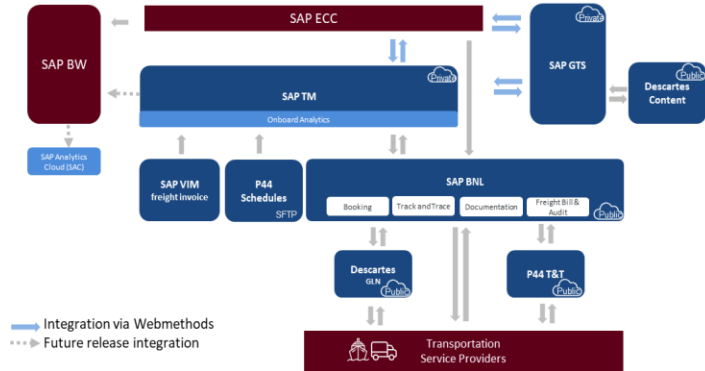 SAP ECC
Private
SAP BW
SAP GTS
Public
Descartes
Content
Private
SAP TM
Onboard Analytics
SAP Analytics
Cloud (SAC)
SAP VIM
freight invoice
P44
Schedules
SFTP
SAP BNL
Booking
Track and Trace
Documentation
Freight Bill &
Audit
Public
Descartes
GLN
Public
P44 T&T
Public
Integration via Webmethods
Future release integration
Transportation
Service Providers